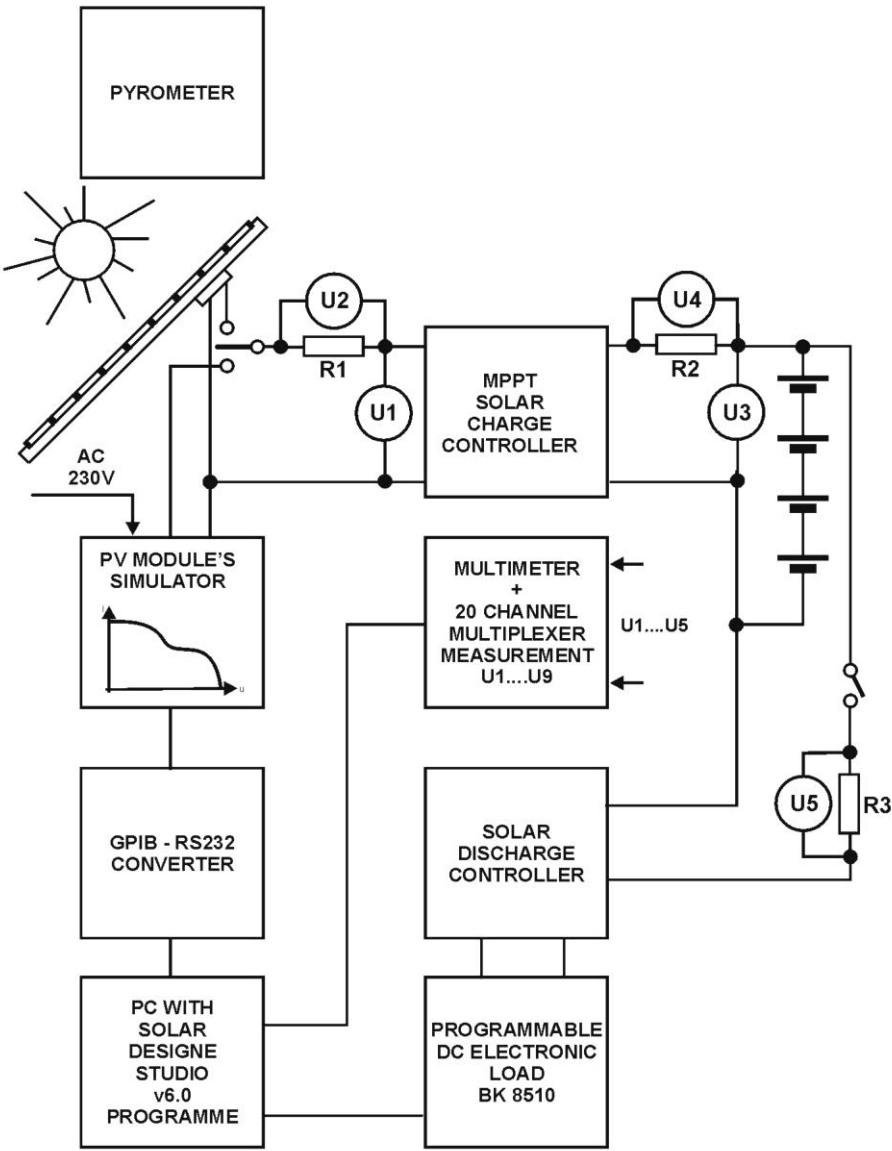 PYROMETER
U2
U4
R1
R2
U1
MPPT
SOLAR
CHARGE
CONTROLLER
U3
AC
230V
PV MODULE'S
SIMULATOR
I
u
MULTIMETER
+
20 CHANNEL
MULTIPLEXER
MEASUREMENT
U1....U9
U1....U5
GPIB - RS232
CONVERTER
SOLAR
DISCHARGE
CONTROLLER
U5
R3
PC WITH
SOLAR
DESIGNE
STUDIO
v6.0
PROGRAMME
PROGRAMMABLE
DC ELECTRONIC
LOAD
BK 8510